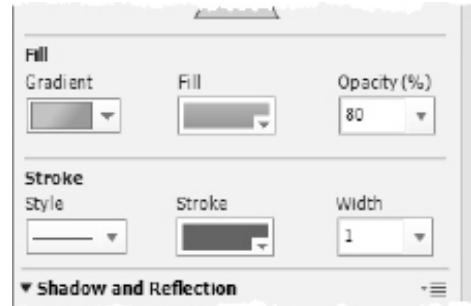 Fill
Gradient Fill Opacity (%)
80
Stroke
Style Stroke Width
1
Shadow and Reflection